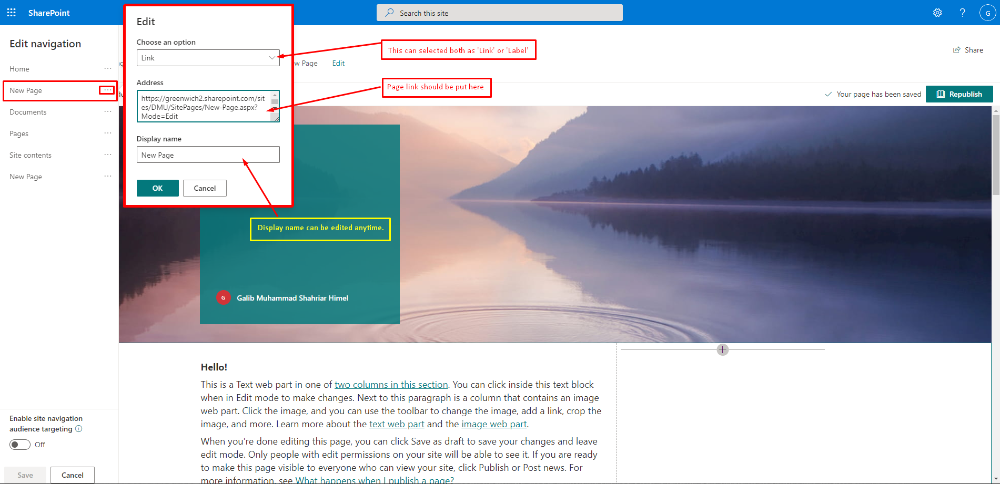 SharePoint
Search this site
G
Edit navigation
Home
New Page
Documents
Pages
Site contents
New Page
Enable site navigation
audience targeting
Off
Save
Cancel
Edit
Choose an option
Link
Address
https://greenwich2.sharepoint.com/sit
es/DMU/SitePages/New-Page.aspx?
Mode=Edit
Display name
New Page
OK
Cancel
This can selected both as 'Link' or 'Label'
Page Edit
Share
Page link should be put here
Your page has been saved
Republish
Display name can be edited anytime.
G
Galib Muhammad Shahriar Himel
Hello!
This is a Text web part in one of two columns in this section. You can click inside this text block
when in Edit mode to make changes. Next to this paragraph is a column that contains an image
web part. Click the image, and you can use the toolbar to change the image, add a link, crop the
image, and more. Learn more about the text web part and the image web part.
When you're done editing this page, you can click Save as draft to save your changes and leave
edit mode. Only people with edit permissions on your site will be able to see it. If you are ready
to make this page visible to everyone who can view your site, click Publish or Post news. For
more information, see What happens when I publish a page?